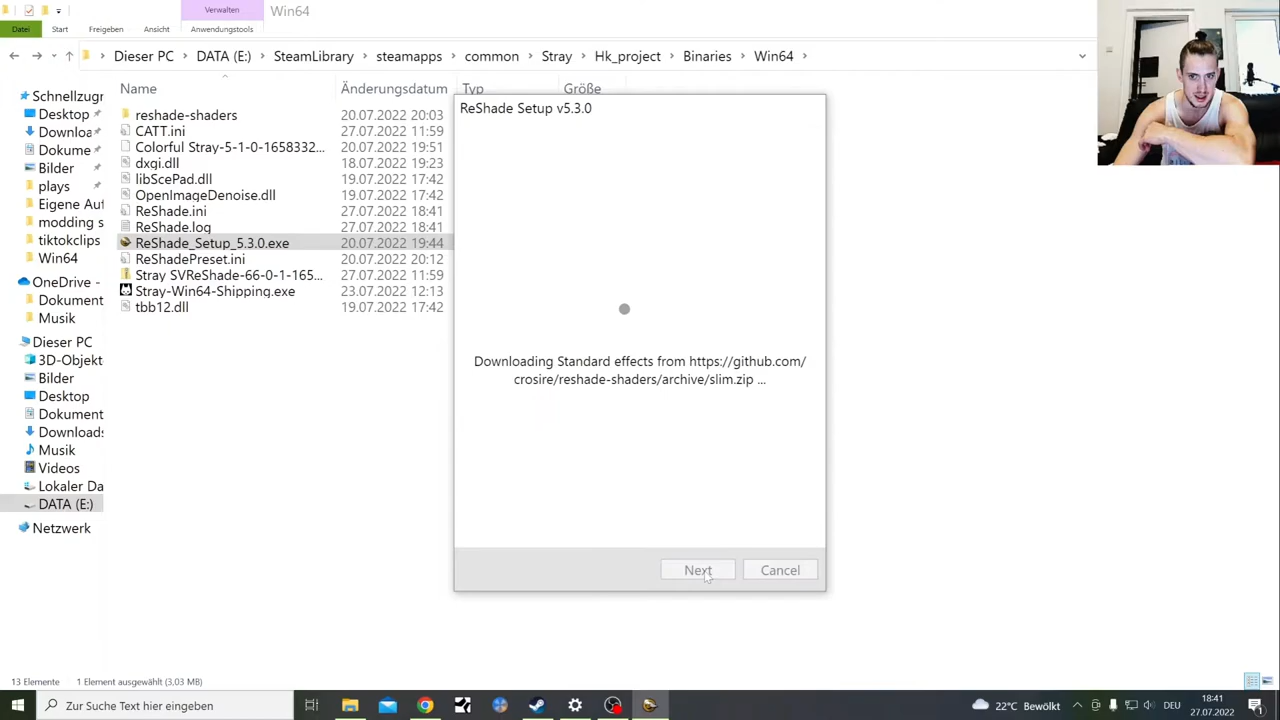 Verwalten
Win64
Datei
Start
Freigeben
Ansicht
Anwendungstools
Dieser PC
DATA (E:)
SteamLibrary
steamapps
common
Stray
Hk_project
Binaries
Win64
Name
Änderungsdatum
Typ
Größe
Schnellzugr
Desktop
Downloa
Dokume
Bilder
plays
Eigene Auf
modding s
tiktokclips
Win64
OneDrive -
Dokument
Musik
Dieser PC
3D-Objekt
Bilder
Desktop
Dokument
Downloads
Musik
Videos
Lokaler Da
DATA (E:)
Netzwerk
reshade-shaders 20.07.2022 20:03
CATT.ini 27.07.2022 11:59
Colorful Stray-5-1-0-1658332... 20.07.2022 19:51
dxgi.dll 18.07.2022 19:23
libScePad.dll 19.07.2022 17:42
OpenImageDenoise.dll 19.07.2022 17:42
ReShade.ini 27.07.2022 18:41
ReShade.log 27.07.2022 18:41
ReShade_Setup_5.3.0.exe 20.07.2022 19:44
ReShadePreset.ini 20.07.2022 20:12
Stray SVReShade-66-0-1-165... 27.07.2022 11:59
Stray-Win64-Shipping.exe 23.07.2022 12:13
tbb12.dll 19.07.2022 17:42
ReShade Setup v5.3.0
Downloading Standard effects from https://github.com/
crosire/reshade-shaders/archive/slim.zip ...
Next
Cancel
13 Elemente
1 Element ausgewählt (3,03 MB)
Zur Suche Text hier eingeben
22°C Bewölkt
DEU
18:41
27.07.2022